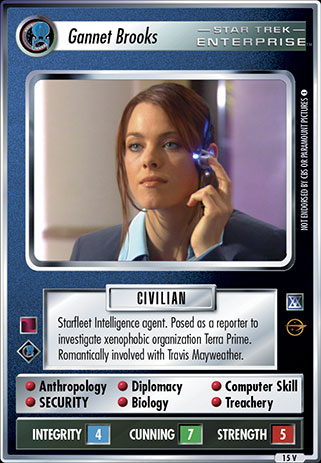 Gannet Brooks
STAR TREK
ENTERPRISE™
NOT ENDORSED BY CBS OR PARAMOUNT PICTURES
CIVILIAN
Starfleet Intelligence agent. Posed as a reporter to
investigate xenophobic organization Terra Prime.
Romantically involved with Travis Mayweather.
Anthropology Diplomacy Computer Skill
SECURITY Biology Treachery
INTEGRITY 4 CUNNING 7 STRENGTH 5
15 V